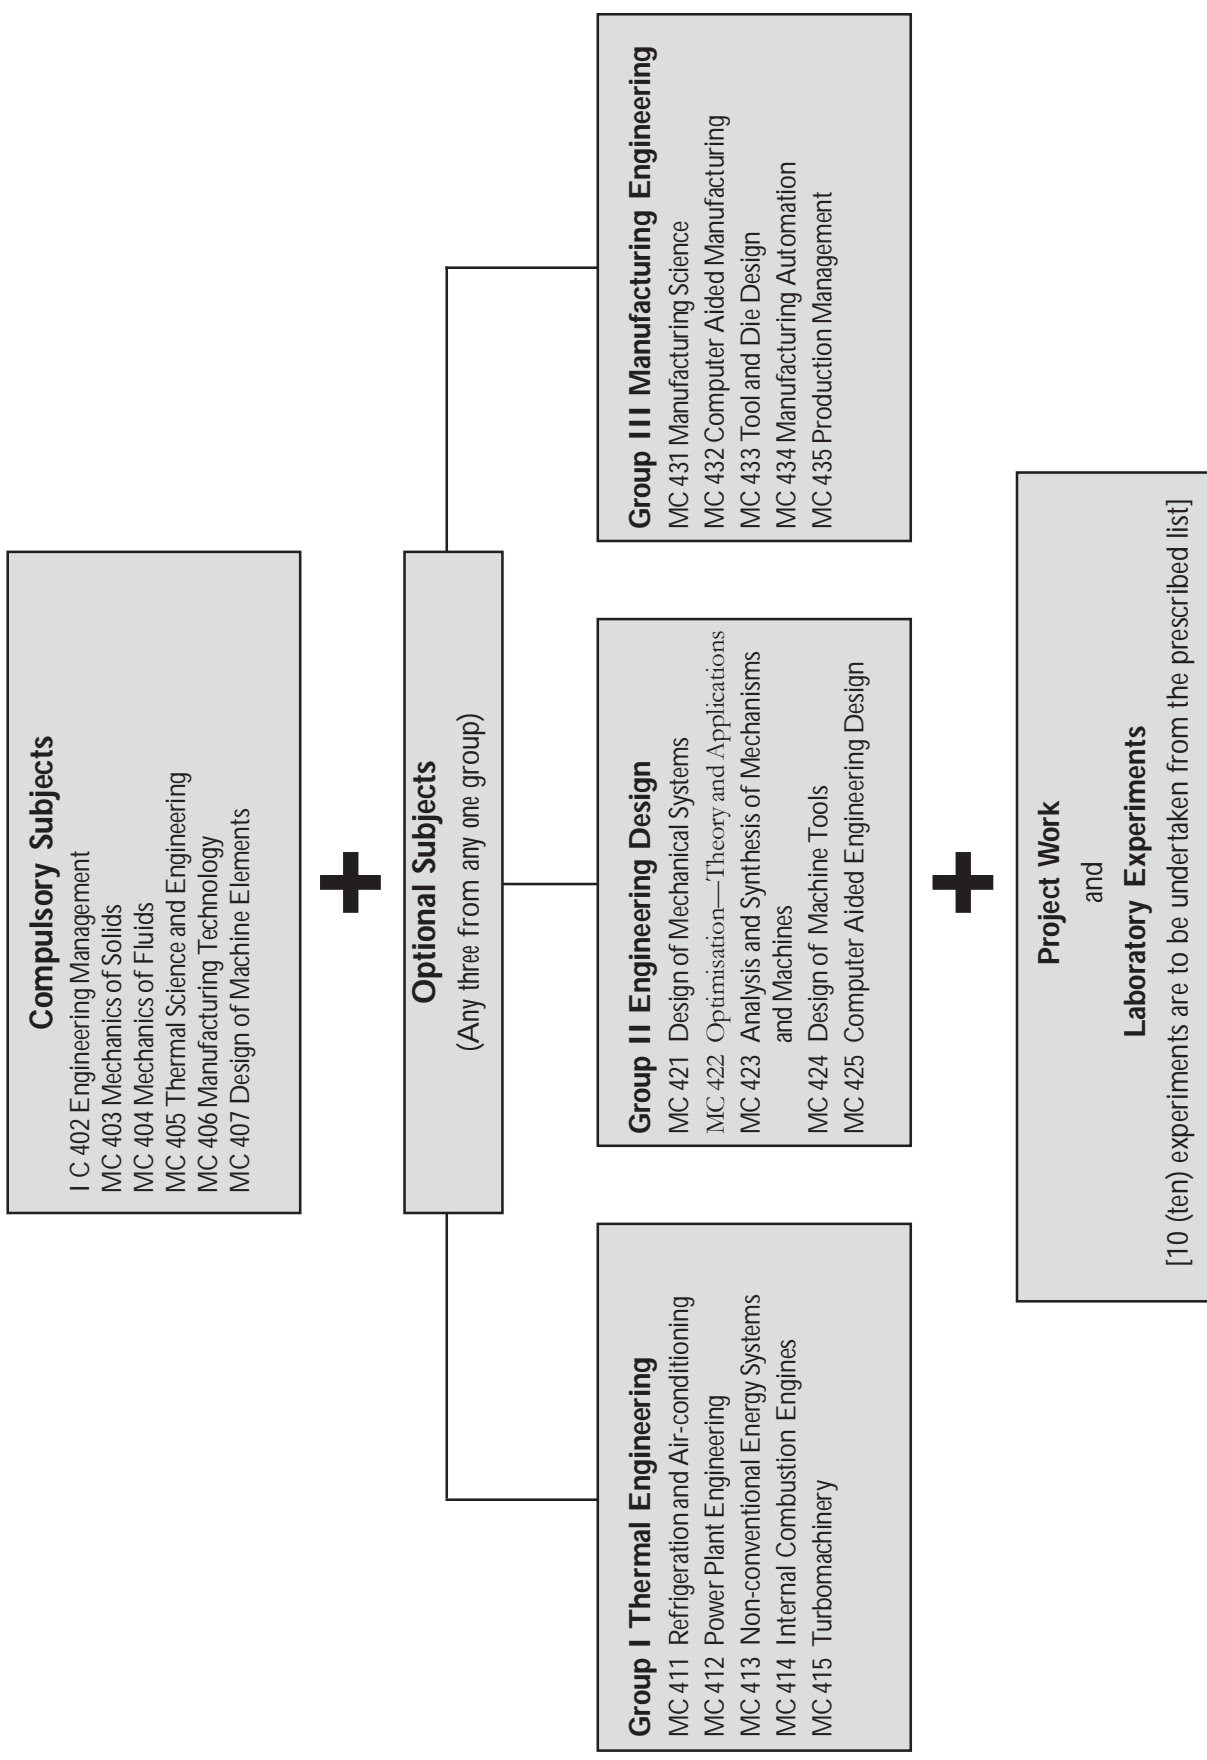 Compulsory Subjects
I C 402 Engineering Management
MC 403 Mechanics of Solids
MC 404 Mechanics of Fluids
MC 405 Thermal Science and Engineering
MC 406 Manufacturing Technology
MC 407 Design of Machine Elements
+
Optional Subjects
(Any three from any one group)
Group I Thermal Engineering
MC 411 Refrigeration and Air-conditioning
MC 412 Power Plant Engineering
MC 413 Non-conventional Energy Systems
MC 414 Internal Combustion Engines
MC 415 Turbomachinery
Group II Engineering Design
MC 421 Design of Mechanical Systems
MC 422 Optimisation—Theory and Applications
MC 423 Analysis and Synthesis of Mechanisms
and Machines
MC 424 Design of Machine Tools
MC 425 Computer Aided Engineering Design
Group III Manufacturing Engineering
MC 431 Manufacturing Science
MC 432 Computer Aided Manufacturing
MC 433 Tool and Die Design
MC 434 Manufacturing Automation
MC 435 Production Management
+
Project Work
and
Laboratory Experiments
[10 (ten) experiments are to be undertaken from the prescribed list]